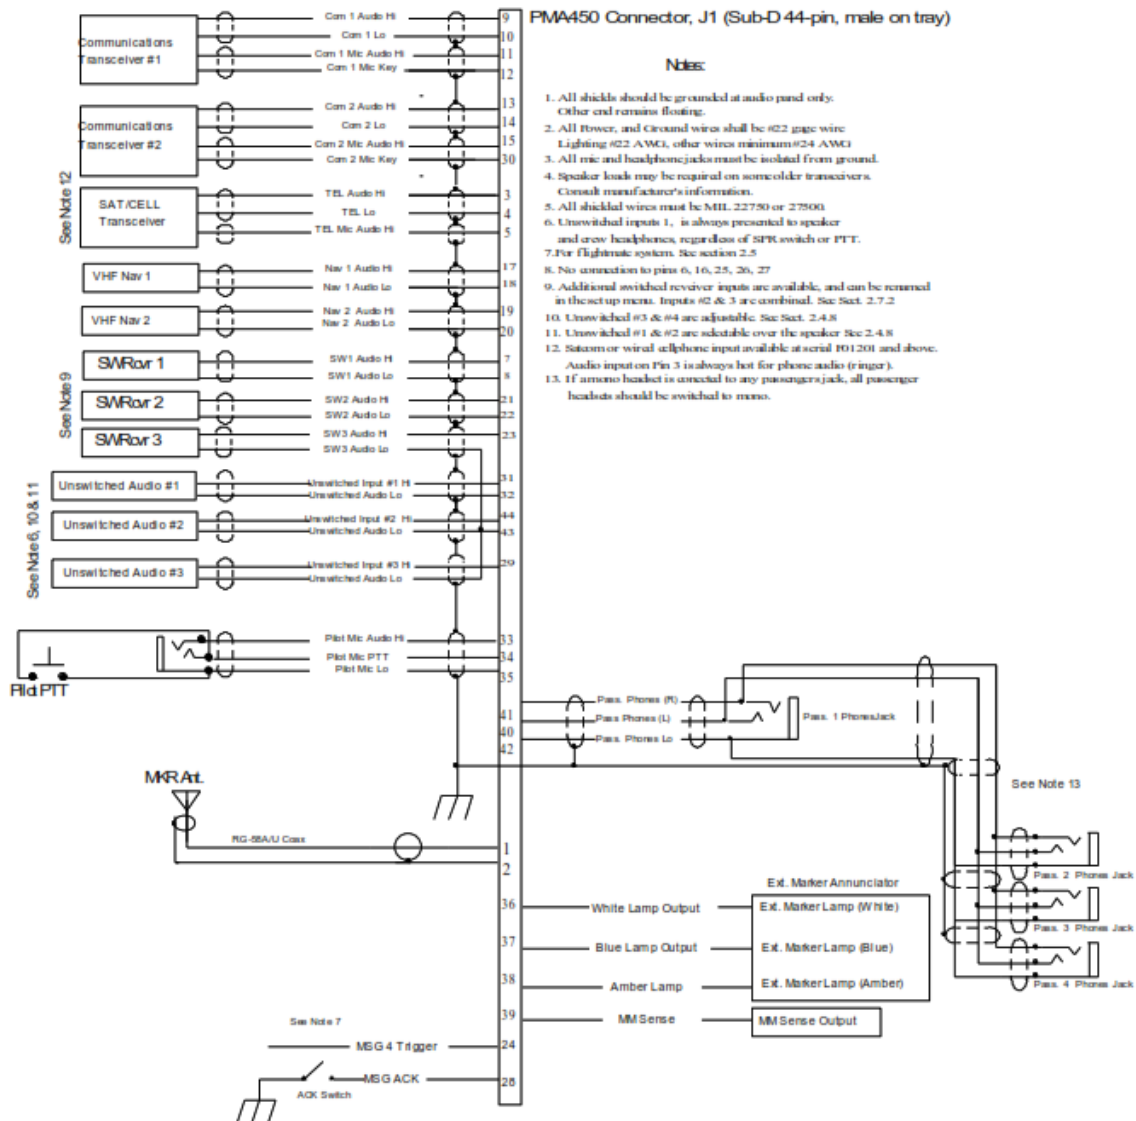 PMA450 Connector, J1 (Sub-D 44-pin, male on tray)
Notes:
1. All shields should be grounded at audio panel only.
Other end remains floating.
2. All Power, and Ground wires shall be #22 gage wire
Lighting #22 AWG, other wires minimum #24 AWG
3. All mic and headphone jacks must be isolated from ground.
4. Speaker loads may be required on some older transceivers.
Consult manufacturer's information.
5. All shielded wires must be MIL 22750 or 27500.
6. Unswitched inputs 1, is always presented to speaker
and crew headphones, regardless of SPR switch or PTT.
7.For flightmate system. See section 2.5
8. No connection to pins 6, 16, 25, 26, 27
9. Additional switched reveiver inputs are available, and can be renamed
in the set up menu. Inputs #2 & 3 are combined. See Sect. 2.7.2
10. Unswitched #3 & #4 are adjustable. See Sect. 2.4.8
11. Unswitched #1 & #2 are selectable over the speaker See 2.4.8
12. Satcom or wired cellphone input available at serial F01201 and above.
Audio input on Pin 3 is always hot for phone audio (ringer).
13. If a mono headset is conected to any passengers jack, all passenger
headsets should be switched to mono.
Communications
Transceiver #1
Com 1 Audio Hi 9
Com 1 Lo 10
Com 1 Mic Audio Hi 11
Com 1 Mic Key 12
Communications
Transceiver #2
Com 2 Audio Hi 13
Com 2 Lo 14
Com 2 Mic Audio Hi 15
Com 2 Mic Key 30
See Note 12
SAT/CELL
Transceiver
TEL Audio Hi 3
TEL Lo 4
TEL Mic Audio Hi 5
VHF Nav 1
Nav 1 Audio Hi 17
Nav 1 Audio Lo 18
VHF Nav 2
Nav 2 Audio Hi 19
Nav 2 Audio Lo 20
See Note 9
SWRcvr 1
SW1 Audio Hi 7
SW1 Audio Lo 8
SWRcvr 2
SW2 Audio Hi 21
SW2 Audio Lo 22
SWRcvr 3
SW3 Audio Hi 23
SW3 Audio Lo
See Note 6, 10 & 11
Unswitched Audio #1
Unswitched Input #1 Hi 31
Unswitched Audio Lo 32
Unswitched Audio #2
Unswitched Input #2 Hi 44
Unswitched Audio Lo 43
Unswitched Audio #3
Unswitched Input #3 Hi 29
Unswitched Audio Lo
Pilot PTT
Pilot Mic Audio Hi 33
Pilot Mic PTT 34
Pilot Mic Lo 35
41 Pass. Phones (R)
40 Pass Phones (L)
42 Pass. Phones Lo
Pass. 1 PhonesJack
See Note 13
Pass. 2 Phones Jack
Pass. 3 Phones Jack
Pass. 4 Phones Jack
MKR Ant.
RG-58A/U Coax
1
2
Ext. Marker Annunciator
36 White Lamp Output Ext. Marker Lamp (White)
37 Blue Lamp Output Ext. Marker Lamp (Blue)
38 Amber Lamp Ext. Marker Lamp (Amber)
39 MM Sense MM Sense Output
See Note 7
MSG 4 Trigger 24
MSG ACK 28
ACK Switch